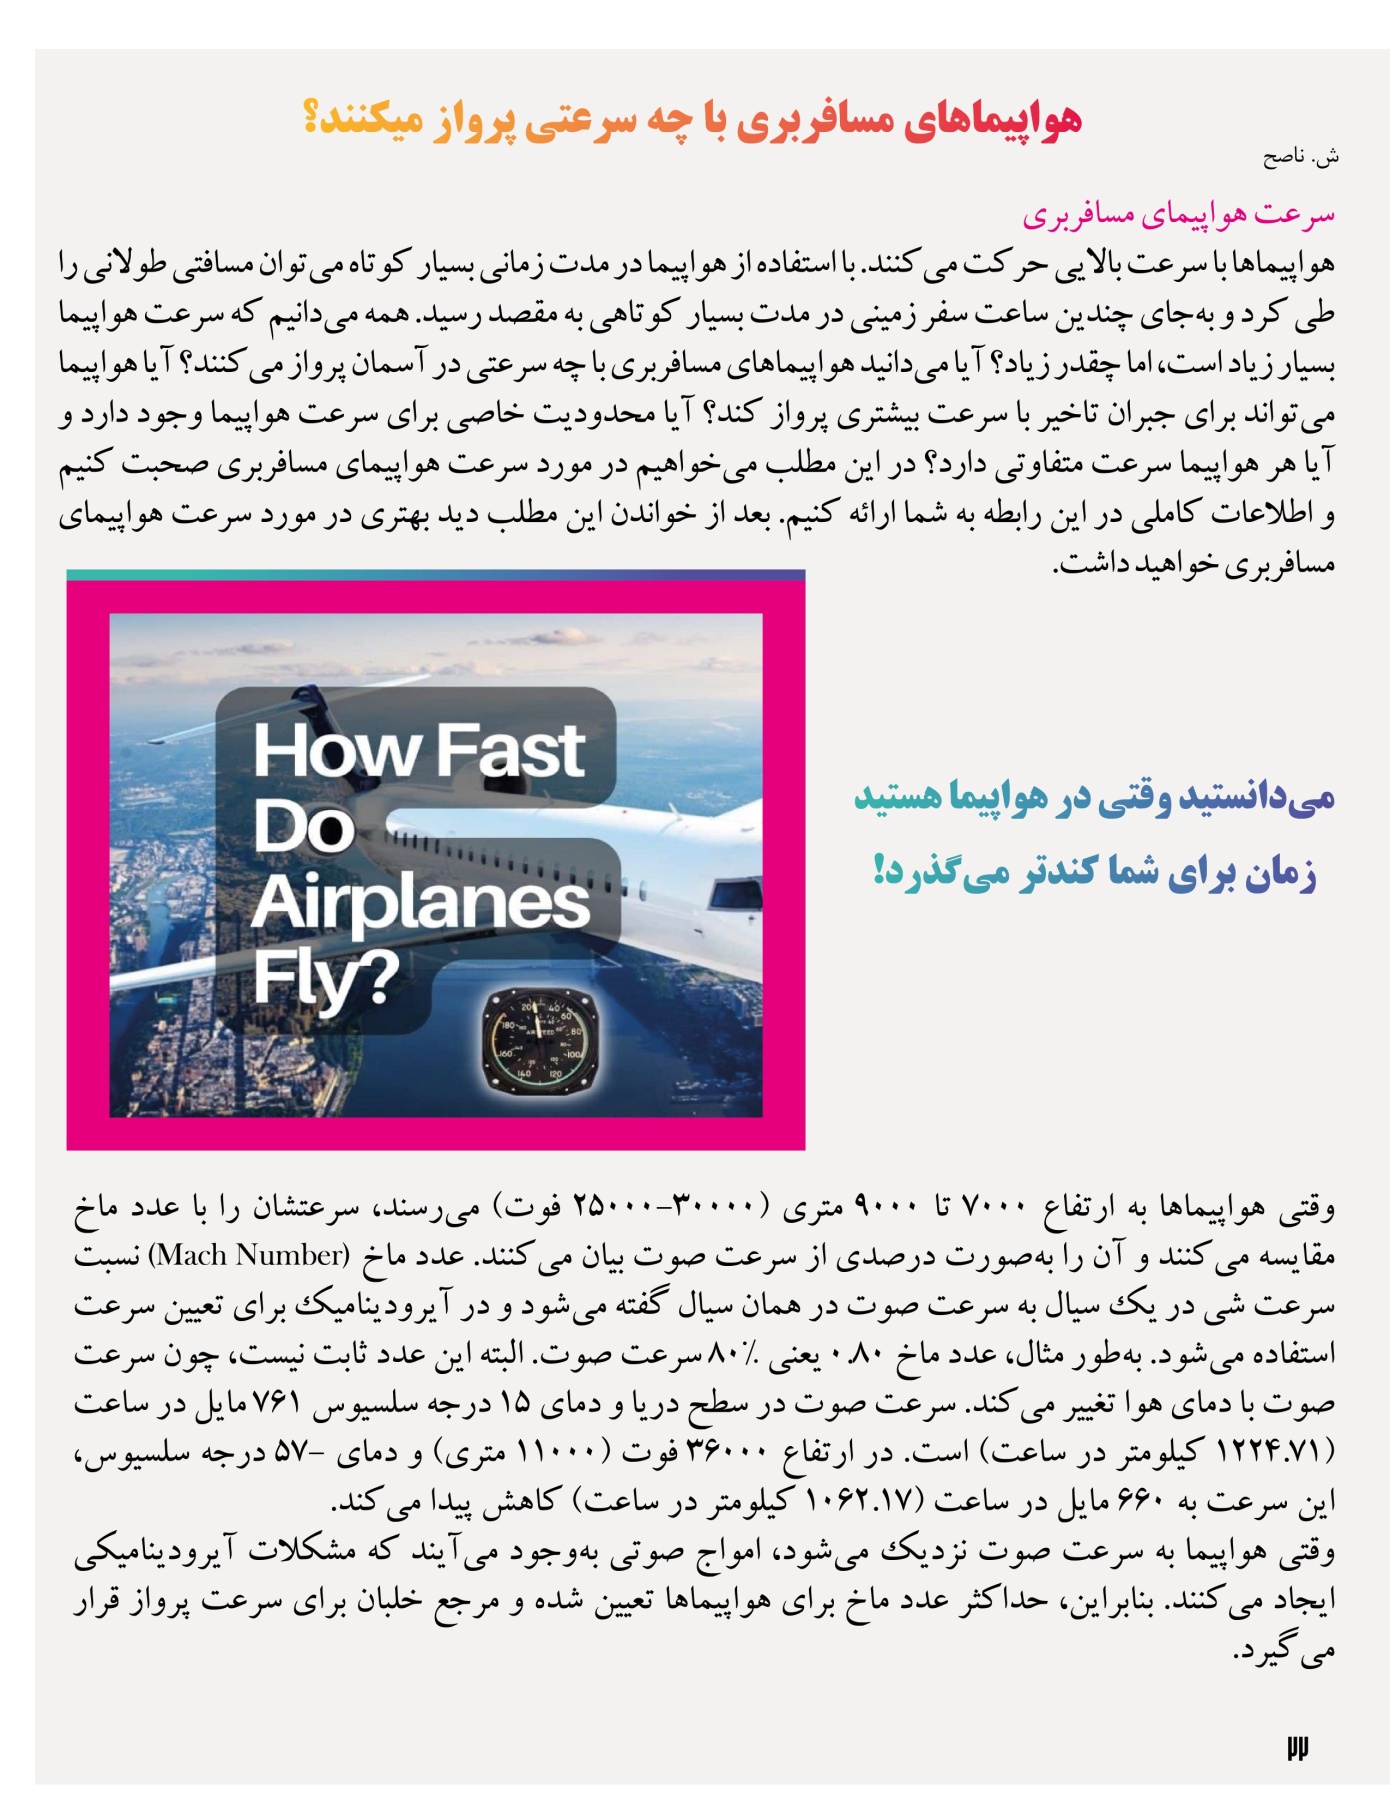 هواپیماهای مسافربری با چه سرعتی پرواز میکنند؟
ش. ناصح
سرعت هواپیمای مسافربری
هواپیماها با سرعت بالایی حرکت می‌کنند. با استفاده از هواپیما در مدت زمانی بسیار کوتاه می‌توان مسافتی طولانی را
طی کرد و به‌جای چندین ساعت سفر زمینی در مدت بسیار کوتاهی به مقصد رسید. همه می‌دانیم که سرعت هواپیما
بسیار زیاد است، اما چقدر زیاد؟ آیا می‌دانید هواپیماهای مسافربری با چه سرعتی در آسمان پرواز می‌کنند؟ آیا هواپیما
می‌تواند برای جبران تاخیر با سرعت بیشتری پرواز کند؟ آیا محدودیت خاصی برای سرعت هواپیما وجود دارد و
آیا هر هواپیما سرعت متفاوتی دارد؟ در این مطلب می‌خواهیم در مورد سرعت هواپیمای مسافربری صحبت کنیم
و اطلاعات کاملی در این رابطه به شما ارائه کنیم. بعد از خواندن این مطلب دید بهتری در مورد سرعت هواپیمای
مسافربری خواهید داشت.
How Fast
Do
Airplanes
Fly?
می‌دانستید وقتی در هواپیما هستید
زمان برای شما کندتر می‌گذرد!
وقتی هواپیماها به ارتفاع ۷۰۰۰ تا ۹۰۰۰ متری (۳۰۰۰۰-۲۵۰۰۰ فوت) می‌رسند، سرعتشان را با عدد ماخ
مقایسه می‌کنند و آن را به‌صورت درصدی از سرعت صوت بیان می‌کنند. عدد ماخ (Mach Number) نسبت
سرعت شی در یک سیال به سرعت صوت در همان سیال گفته می‌شود و در آیرودینامیک برای تعیین سرعت
استفاده می‌شود. به‌طور مثال، عدد ماخ ۰.۸۰ یعنی ۸۰٪ سرعت صوت. البته این عدد ثابت نیست، چون سرعت
صوت با دمای هوا تغییر می‌کند. سرعت صوت در سطح دریا و دمای ۱۵ درجه سلسیوس ۷۶۱ مایل در ساعت
(۱۲۲۴.۷۱ کیلومتر در ساعت) است. در ارتفاع ۳۶۰۰۰ فوت (۱۱۰۰۰ متری) و دمای -۵۷ درجه سلسیوس،
این سرعت به ۶۶۰ مایل در ساعت (۱۰۶۲.۱۷ کیلومتر در ساعت) کاهش پیدا می‌کند.
وقتی هواپیما به سرعت صوت نزدیک می‌شود، امواج صوتی به‌وجود می‌آیند که مشکلات آیرودینامیکی
ایجاد می‌کنند. بنابراین، حداکثر عدد ماخ برای هواپیماها تعیین شده و مرجع خلبان برای سرعت پرواز قرار
می‌گیرد.
۲۲